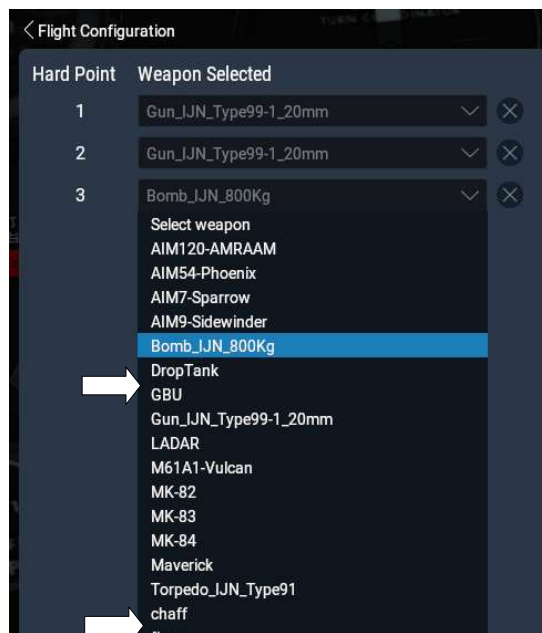 Flight Configuration
Hard Point Weapon Selected
1 Gun_IJN_Type99-1_20mm
2 Gun_IJN_Type99-1_20mm
3 Bomb_IJN_800Kg
Select weapon
AIM120-AMRAAM
AIM54-Phoenix
AIM7-Sparrow
AIM9-Sidewinder
Bomb_IJN_800Kg
DropTank
GBU
Gun_IJN_Type99-1_20mm
LADAR
M61A1-Vulcan
MK-82
MK-83
MK-84
Maverick
Torpedo_IJN_Type91
chaff